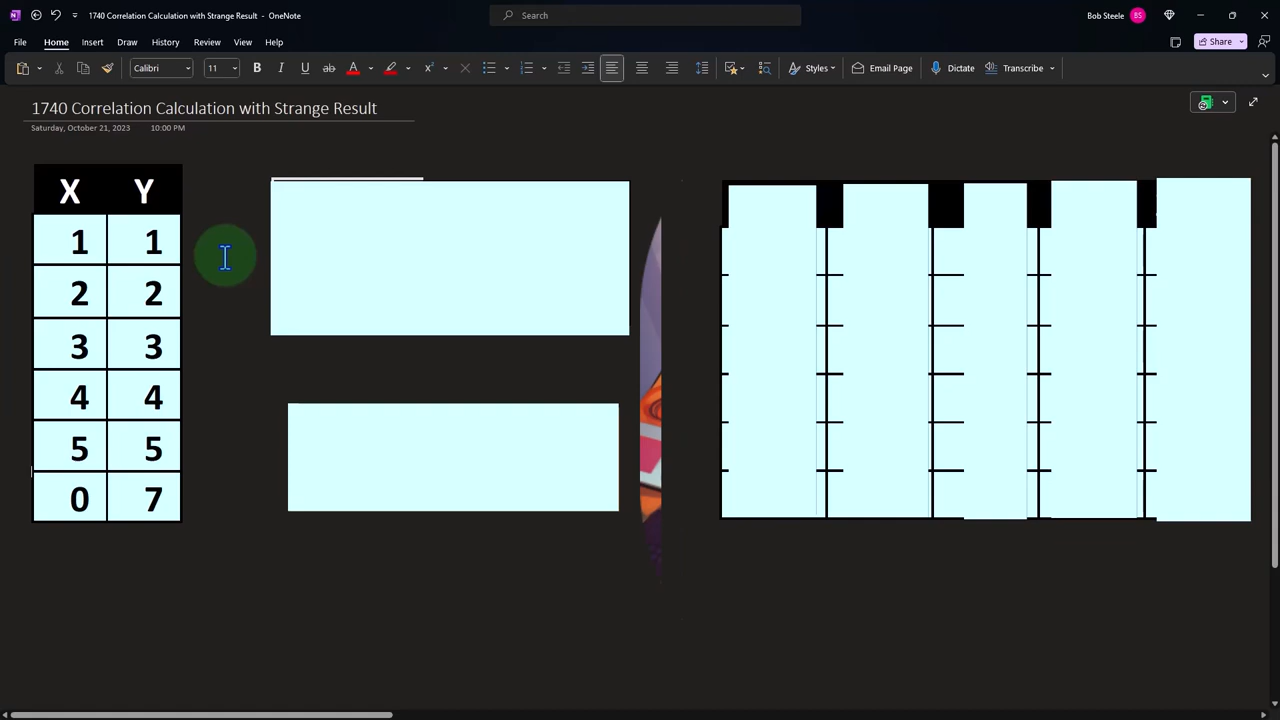 1740 Correlation Calculation with Strange Result - OneNote
Search
Bob Steele
BS
File Home Insert Draw History Review View Help
Share
Calibri 11 B I U ab A x Styles Email Page Dictate Transcribe
1740 Correlation Calculation with Strange Result
Saturday, October 21, 2023 10:00 PM
X Y
1 1
2 2
3 3
4 4
5 5
0 7